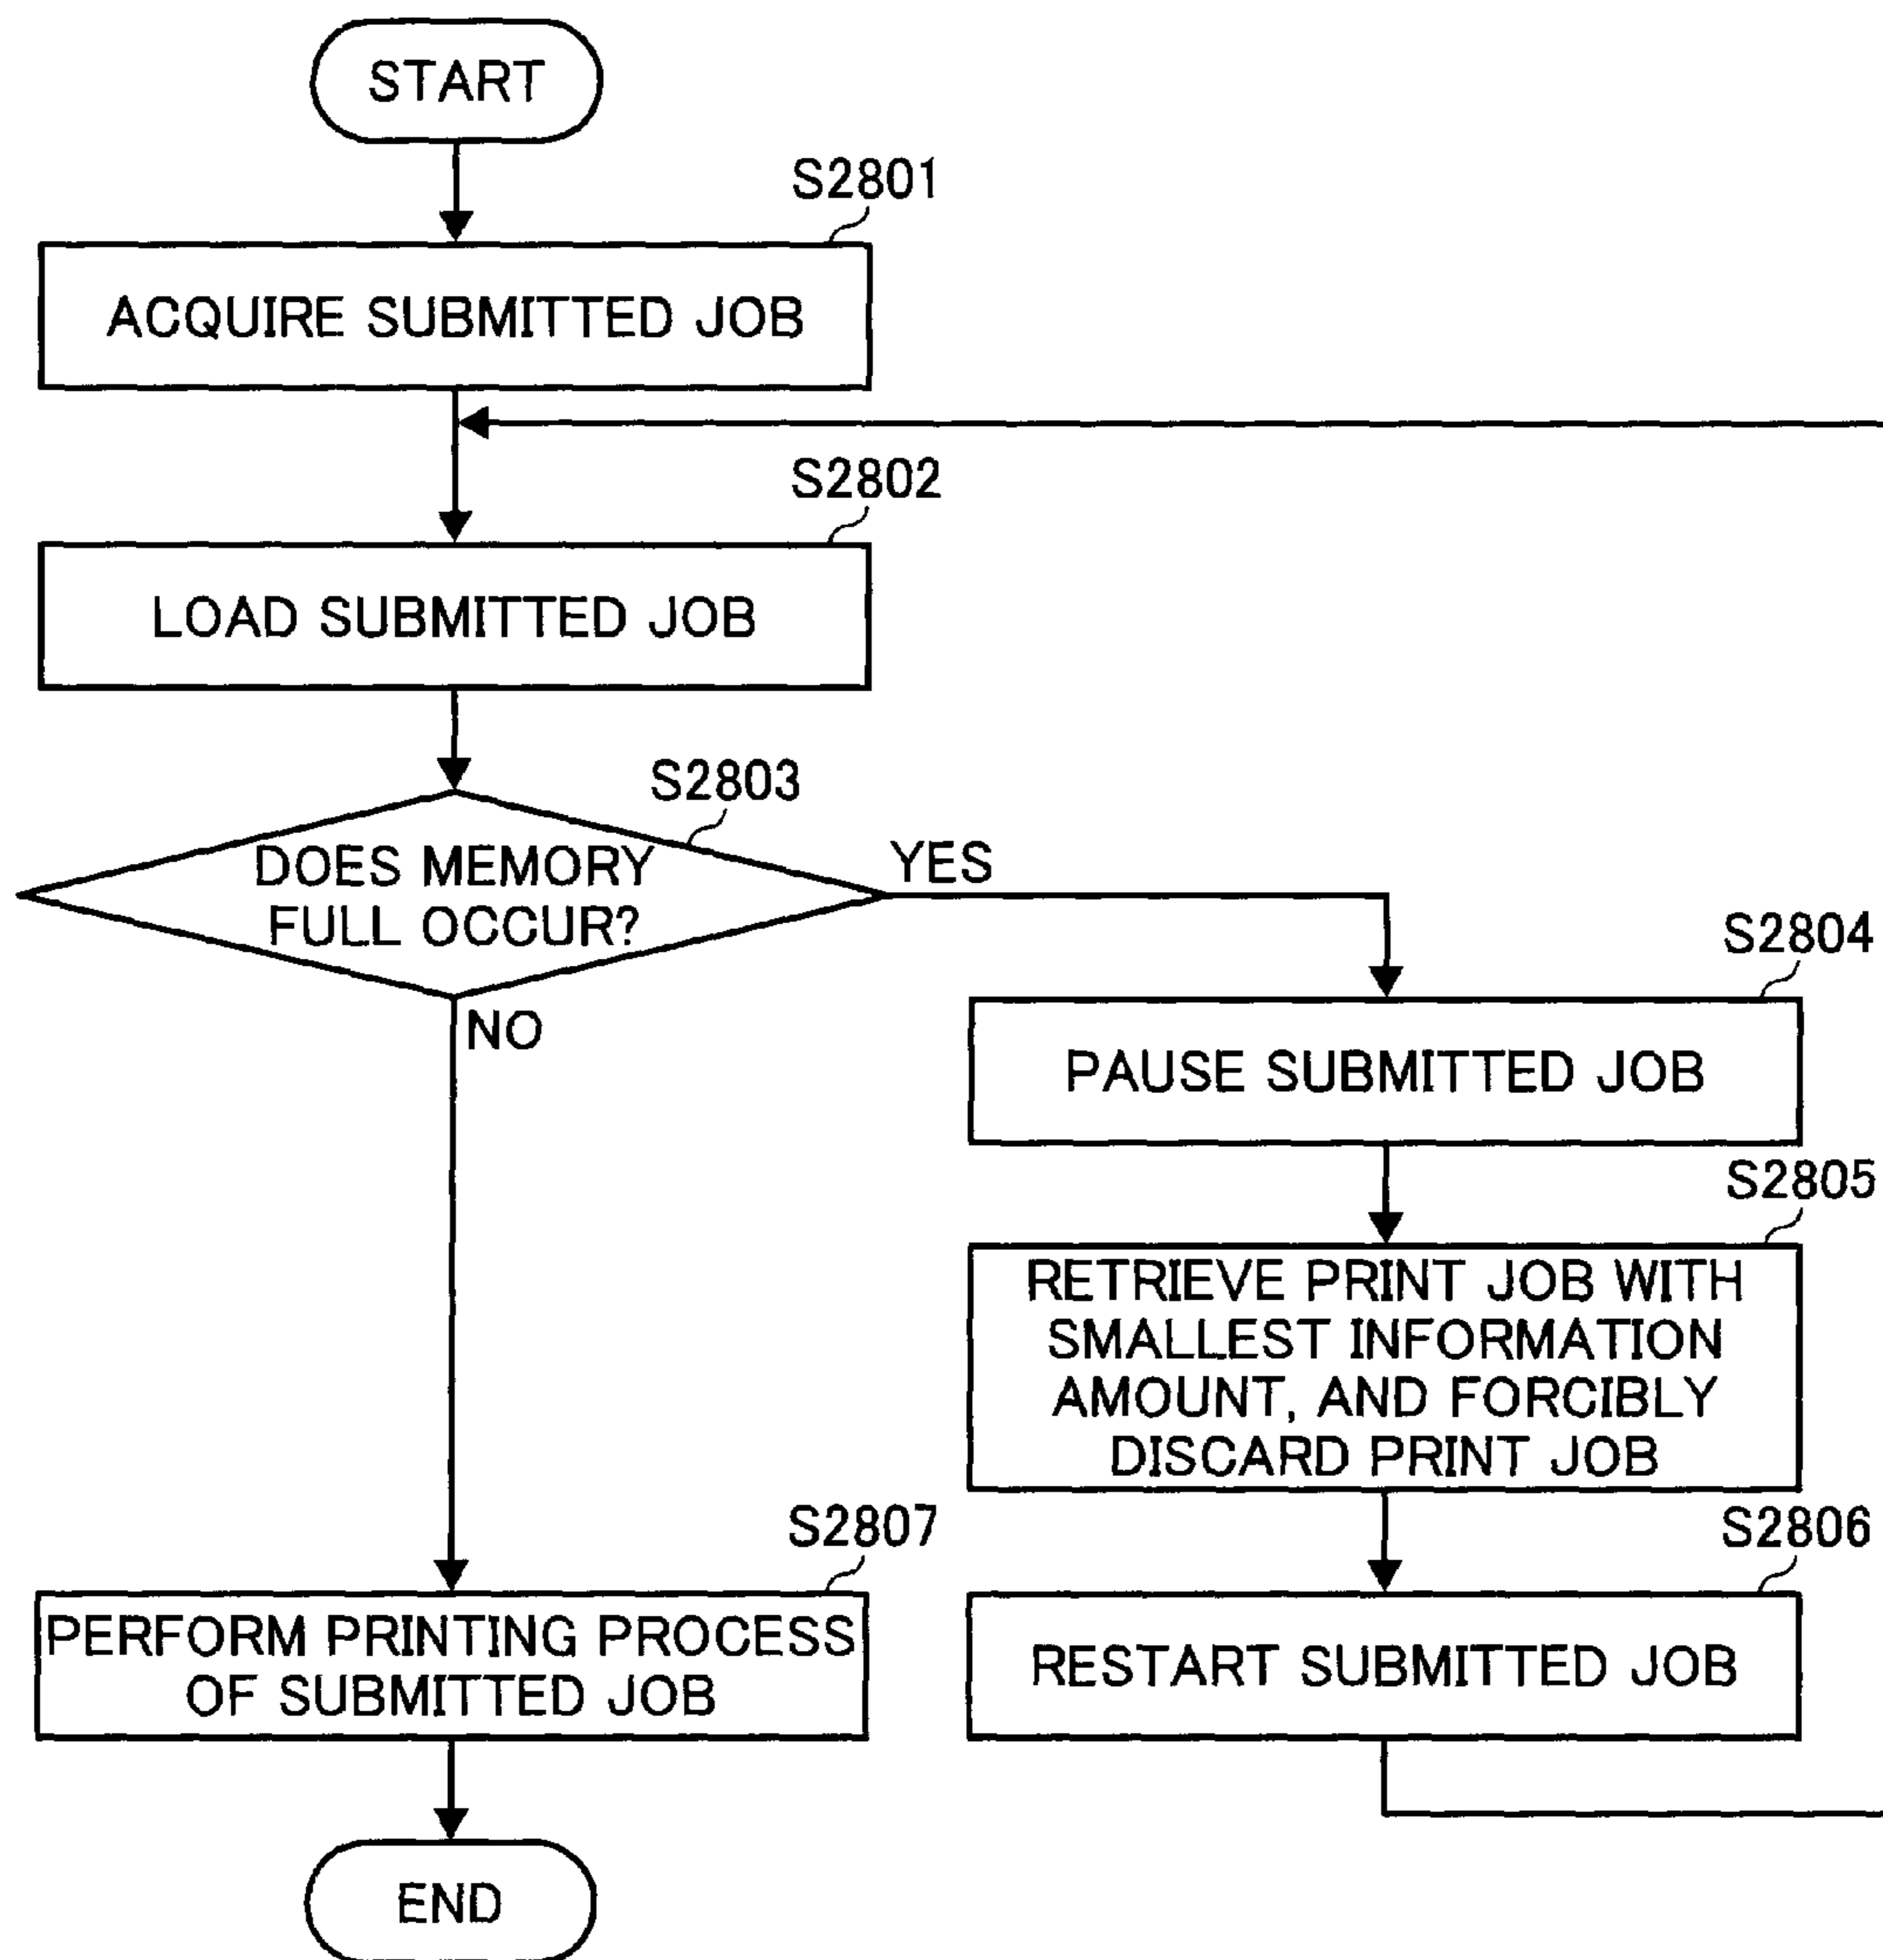 START
S2801
ACQUIRE SUBMITTED JOB
S2802
LOAD SUBMITTED JOB
S2803
DOES MEMORY
FULL OCCUR?
YES
NO
S2804
PAUSE SUBMITTED JOB
S2805
RETRIEVE PRINT JOB WITH
SMALLEST INFORMATION
AMOUNT, AND FORCIBLY
DISCARD PRINT JOB
S2806
RESTART SUBMITTED JOB
S2807
PERFORM PRINTING PROCESS
OF SUBMITTED JOB
END